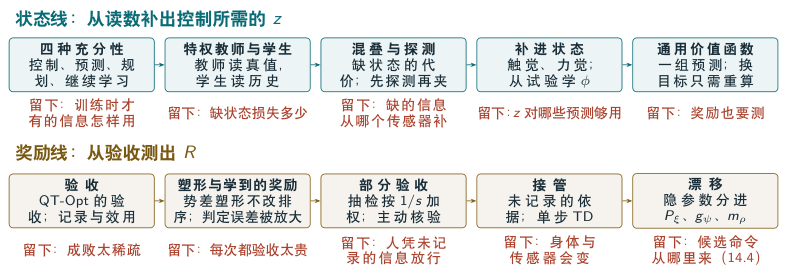 状态线：从读数补出控制所需的 z
四种充分性
控制、预测、规
划、继续学习
特权教师与学生
教师读真值，
学生读历史
混叠与探测
缺状态的代
价；先探测再夹
补进状态
触觉、力觉；
从试验学 ϕ
通用价值函数
一组预测；换
目标只需重算
留下：训练时才
有的信息怎样用
留下：缺状态损失多少
留下：缺的信息
从哪个传感器补
留下：z 对哪些预测够用
留下：奖励也要测
奖励线：从验收测出 R
验收
QT-Opt 的验
收；记录与效用
塑形与学到的奖励
势差塑形不改排
序；判定误差被放大
部分验收
抽检按 1/s 加
权；主动核验
接管
未记录的依
据；单步 TD
漂移
隐参数分进
Pξ、gψ、mρ
留下：成败太稀疏
留下：每次都验收太贵
留下：人凭未记
录的信息放行
留下：身体与
传感器会变
留下：候选命令
从哪里来（14.4）